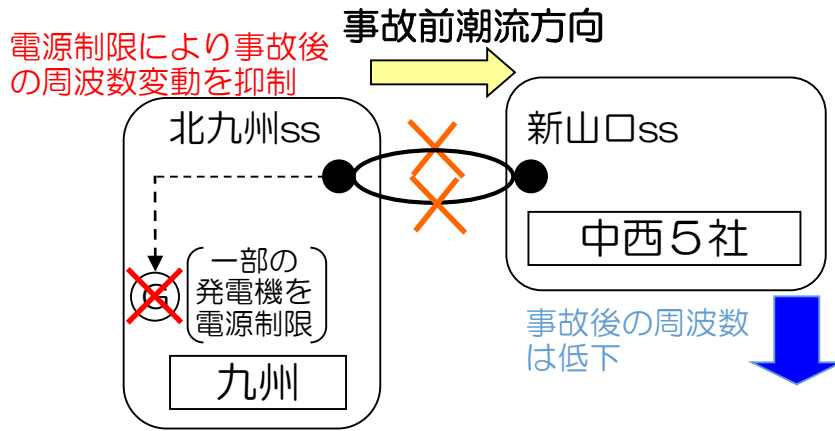 事故前潮流方向
電源制限により事故後
の周波数変動を抑制
北九州ss
新山口ss
中西5社
G
一部の
発電機を
電源制限
九州
事故後の周波数
は低下